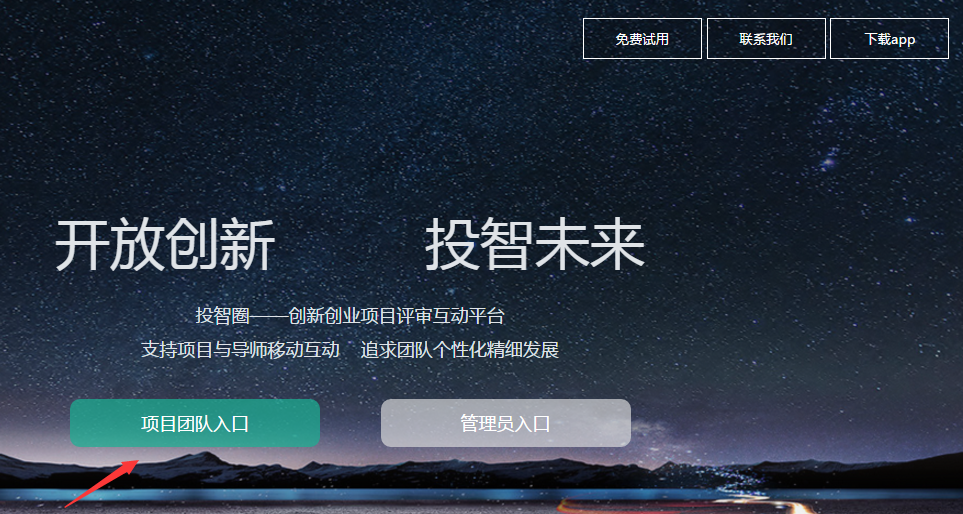 免费试用 联系我们 下载app
开放创新 投智未来
投智圈——创新创业项目评审互动平台
支持项目与导师移动互动 追求团队个性化精细发展
项目团队入口 管理员入口